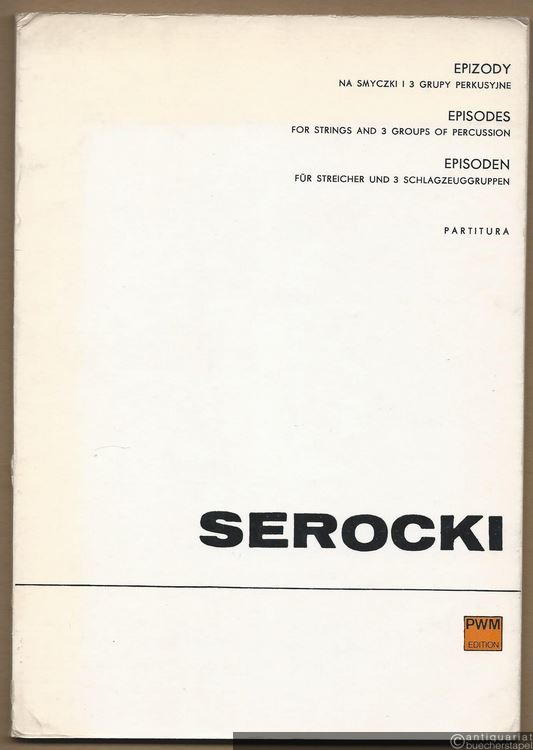 EPIZODY
NA SMYCZKI I 3 GRUPY PERKUSYJNE
EPISODES
FOR STRINGS AND 3 GROUPS OF PERCUSSION
EPISODEN
FÜR STREICHER UND 3 SCHLAGZEUGGRUPPEN
PARTITURA
SEROCKI
PWM
EDITION
© antiquariat
buecherstapel